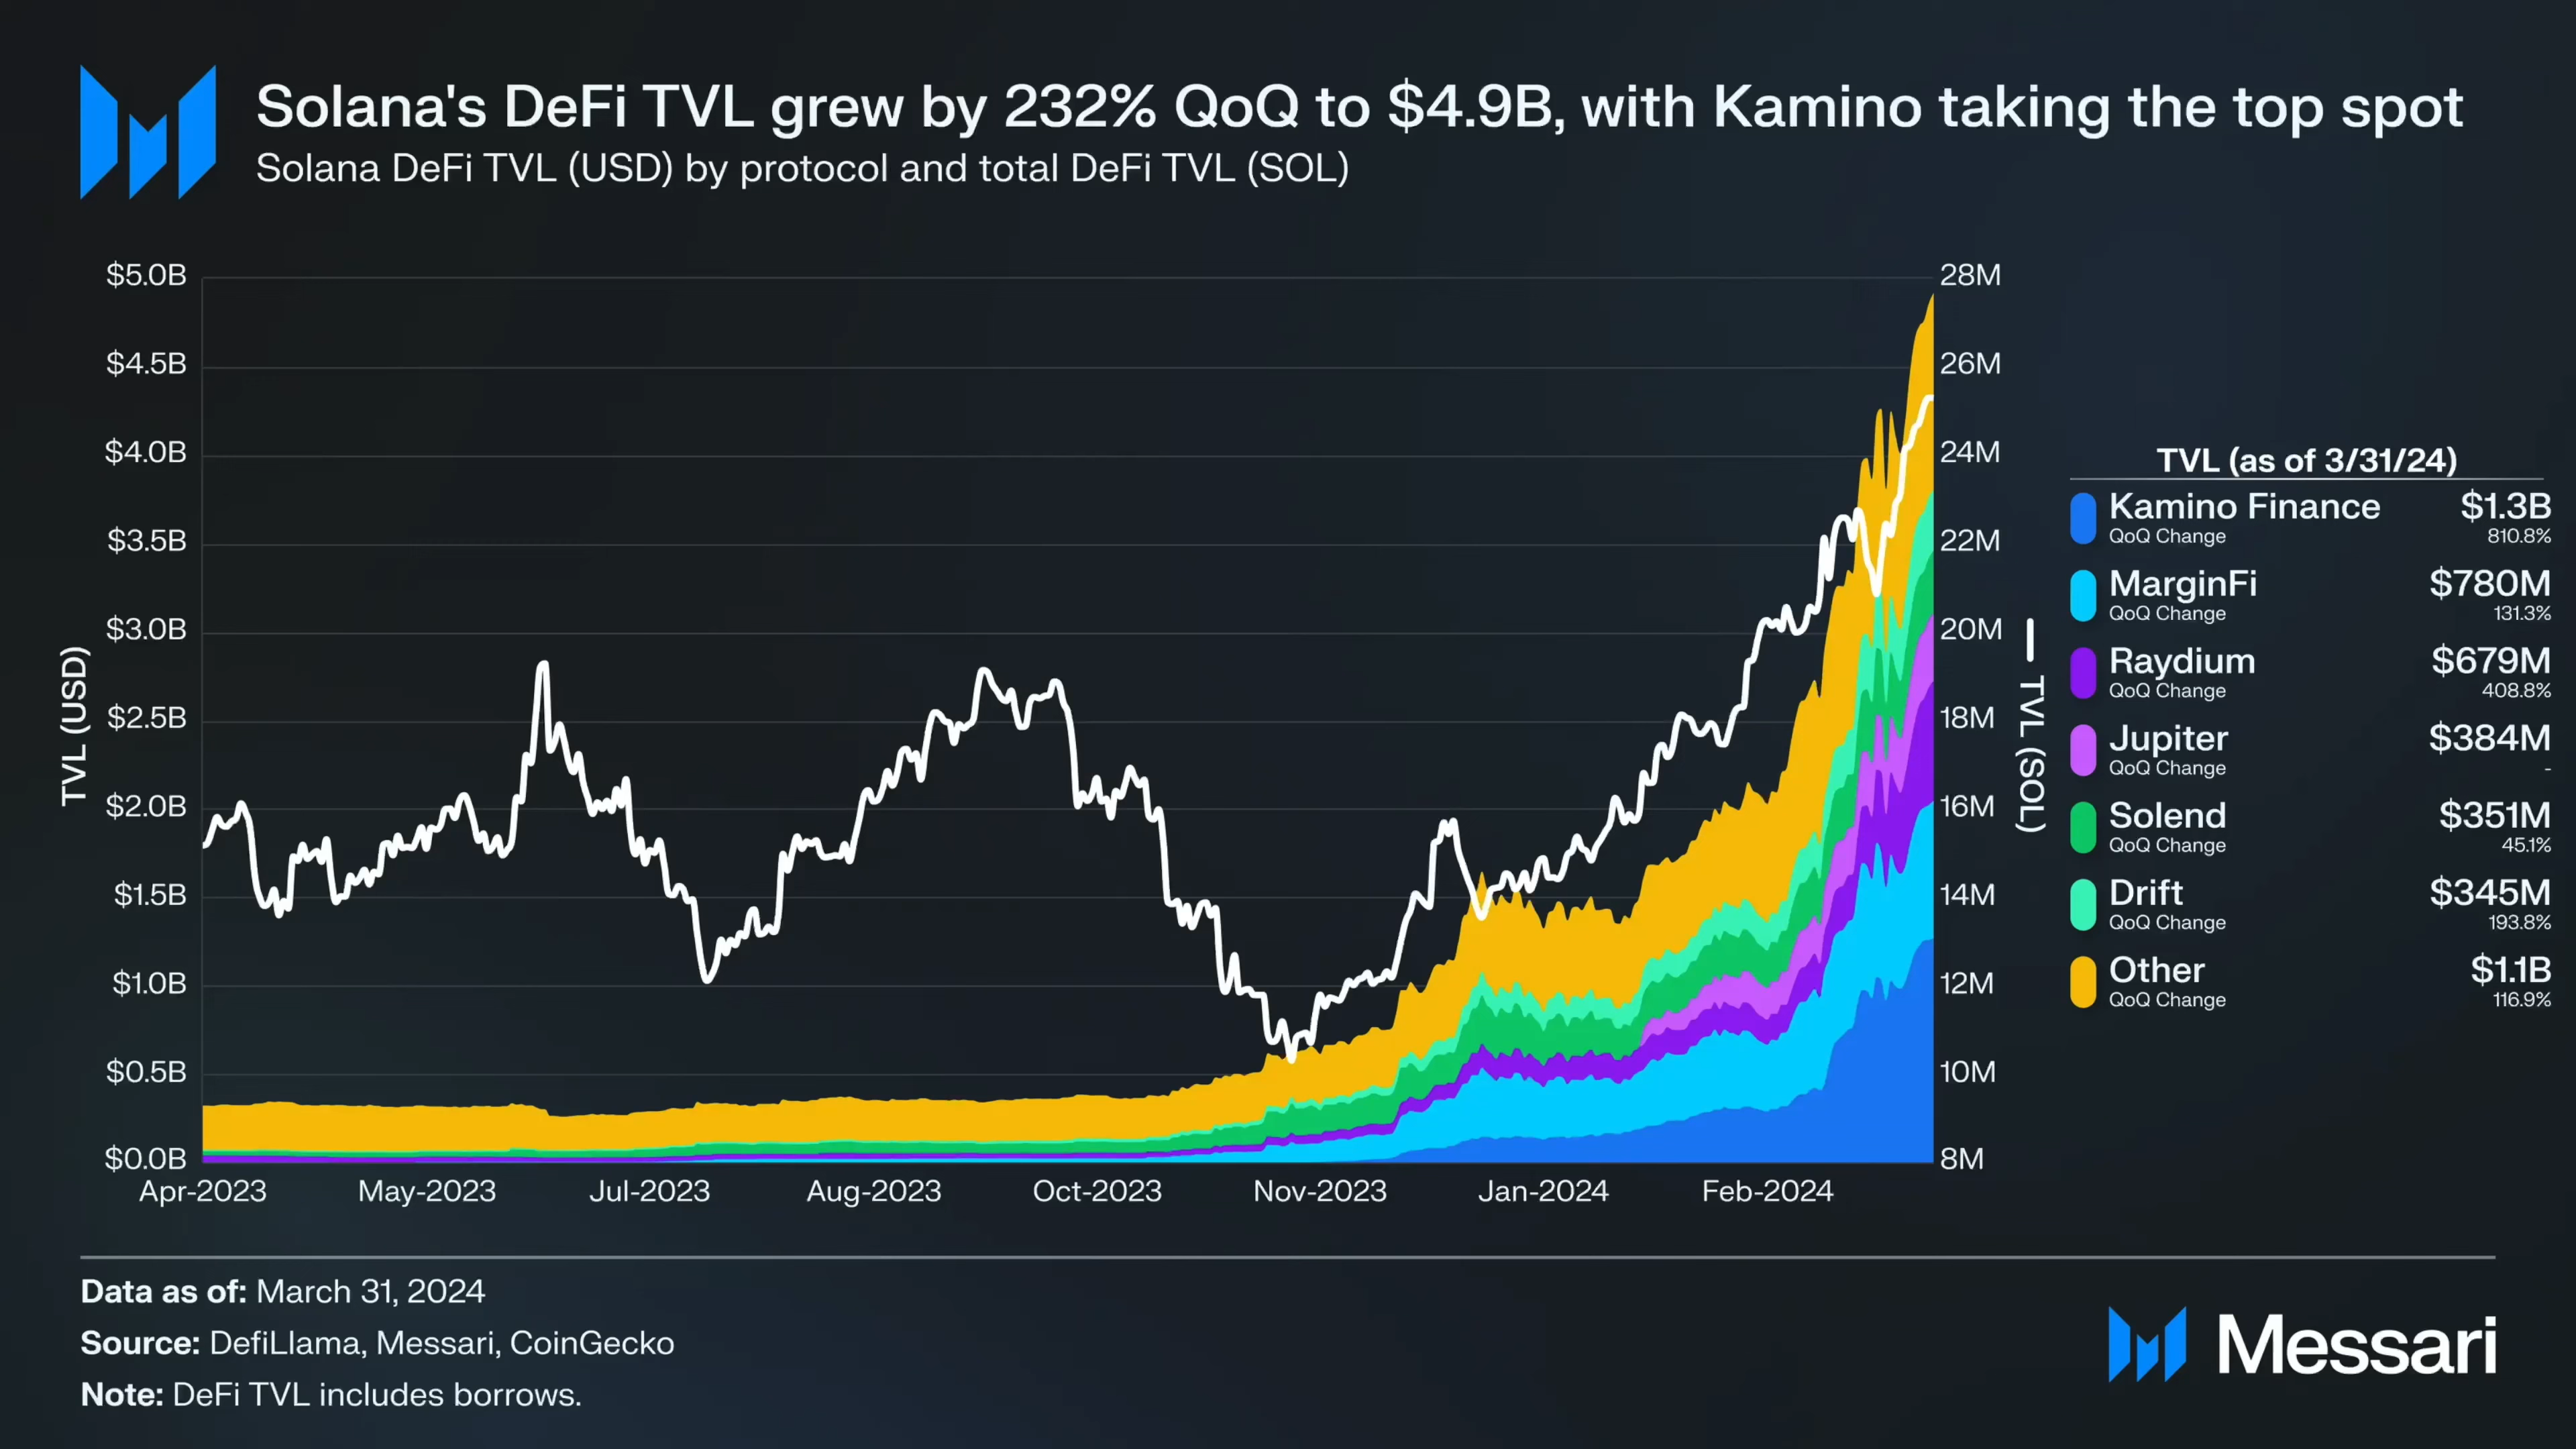 Solana's DeFi TVL grew by 232% QoQ to $4.9B, with Kamino taking the top spot
Solana DeFi TVL (USD) by protocol and total DeFi TVL (SOL)
TVL (USD)
$5.0B
$4.5B
$4.0B
$3.5B
$3.0B
$2.5B
$2.0B
$1.5B
$1.0B
$0.5B
$0.0B
28M
26M
24M
22M
20M
18M
16M
14M
12M
10M
8M
TVL (SOL)
Apr-2023 May-2023 Jul-2023 Aug-2023 Oct-2023 Nov-2023 Jan-2024 Feb-2024
TVL (as of 3/31/24)
Kamino Finance $1.3B
QoQ Change 810.8%
MarginFi $780M
QoQ Change 131.3%
Raydium $679M
QoQ Change 408.8%
Jupiter $384M
QoQ Change -
Solend $351M
QoQ Change 45.1%
Drift $345M
QoQ Change 193.8%
Other $1.1B
QoQ Change 116.9%
Data as of: March 31, 2024
Source: DefiLlama, Messari, CoinGecko
Note: DeFi TVL includes borrows.
Messari